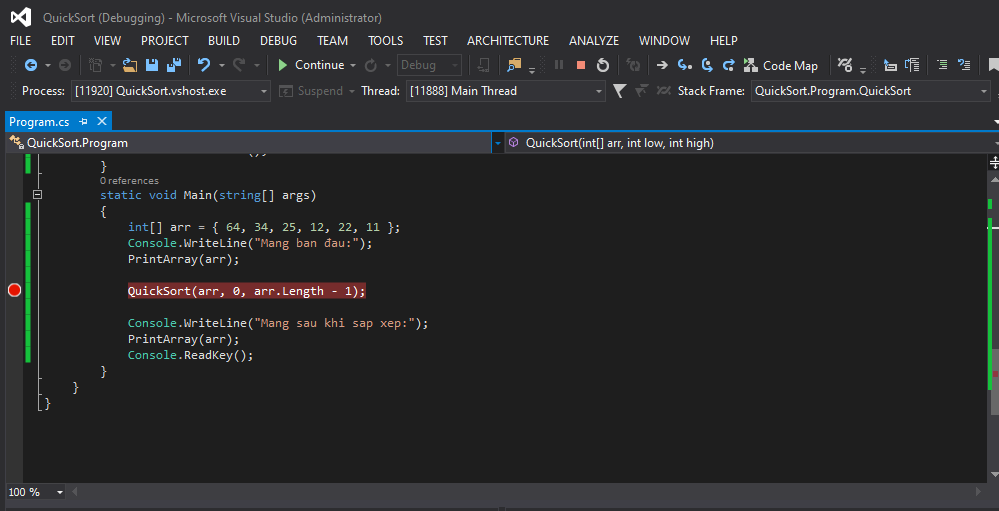 QuickSort (Debugging) - Microsoft Visual Studio (Administrator)
FILE EDIT VIEW PROJECT BUILD DEBUG TEAM TOOLS TEST ARCHITECTURE ANALYZE WINDOW HELP
Continue Debug Code Map
Process: [11920] QuickSort.vshost.exe Suspend Thread: [11888] Main Thread Stack Frame: QuickSort.Program.QuickSort
Program.cs
QuickSort.Program QuickSort(int[] arr, int low, int high)
}
0 references
static void Main(string[] args)
{
int[] arr = { 64, 34, 25, 12, 22, 11 };
Console.WriteLine("Mang ban đau:");
PrintArray(arr);
QuickSort(arr, 0, arr.Length - 1);
Console.WriteLine("Mang sau khi sap xep:");
PrintArray(arr);
Console.ReadKey();
}
}
}
100 %